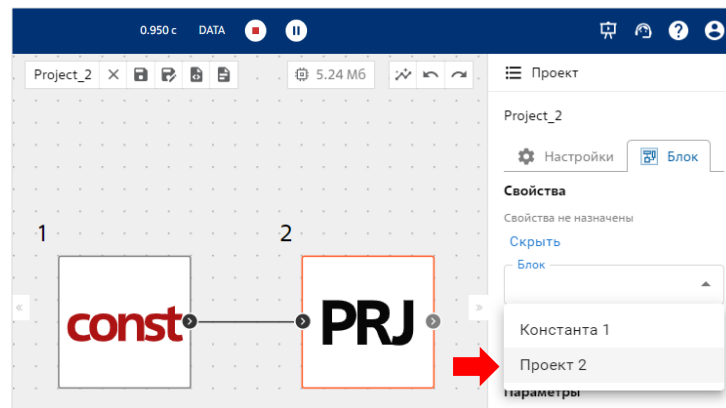 0.950 с DATA
Project_2 5.24 Мб
Проект
Project_2
Настройки Блок
Свойства
Свойства не назначены
Скрыть
Блок
1 2
const PRJ
Константа 1
Проект 2
Параметры